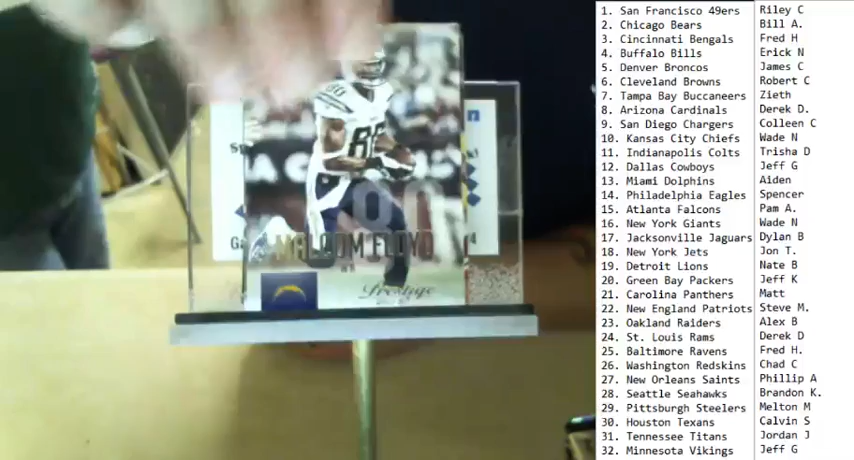 80
80
MALCOM FLOYD
Prestige
1. San Francisco 49ers Riley C
2. Chicago Bears Bill A.
3. Cincinnati Bengals Fred H
4. Buffalo Bills Erick N
5. Denver Broncos James C
6. Cleveland Browns Robert C
7. Tampa Bay Buccaneers Zieth
8. Arizona Cardinals Derek D.
9. San Diego Chargers Colleen C
10. Kansas City Chiefs Wade N
11. Indianapolis Colts Trisha D
12. Dallas Cowboys Jeff G
13. Miami Dolphins Aiden
14. Philadelphia Eagles Spencer
15. Atlanta Falcons Pam A.
16. New York Giants Wade N
17. Jacksonville Jaguars Dylan B
18. New York Jets Jon T.
19. Detroit Lions Nate B
20. Green Bay Packers Jeff K
21. Carolina Panthers Matt
22. New England Patriots Steve M.
23. Oakland Raiders Alex B
24. St. Louis Rams Derek D
25. Baltimore Ravens Fred H.
26. Washington Redskins Chad C
27. New Orleans Saints Phillip A
28. Seattle Seahawks Brandon K.
29. Pittsburgh Steelers Melton M
30. Houston Texans Calvin S
31. Tennessee Titans Jordan J
32. Minnesota Vikings Jeff G